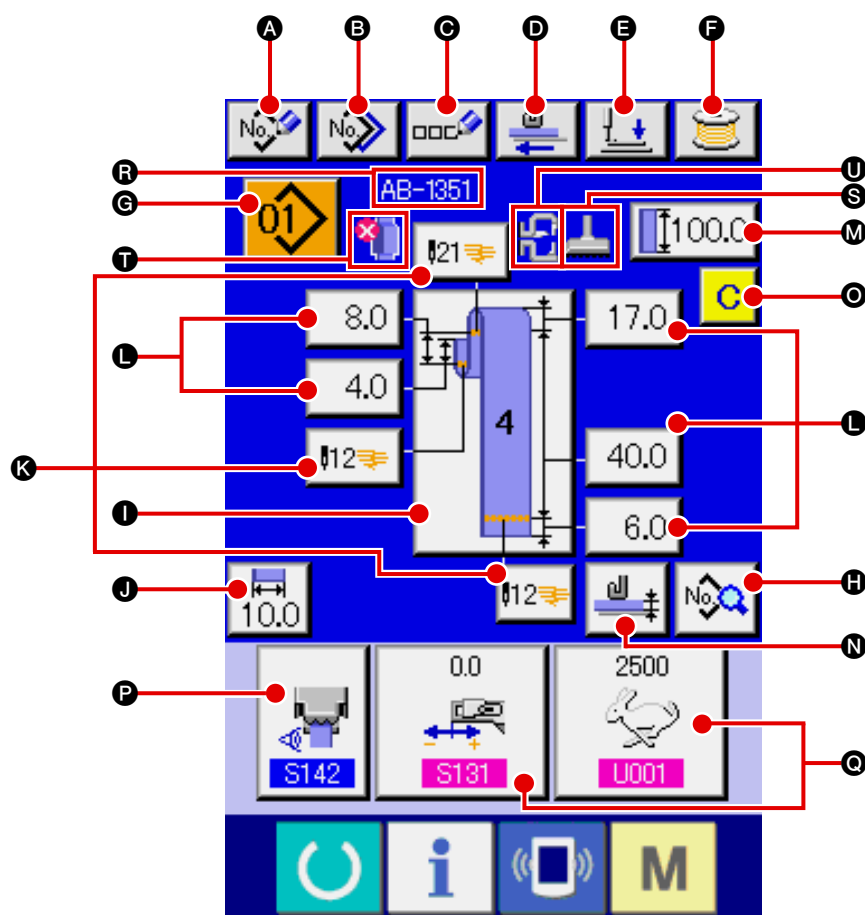 A B C D E F
No. No.
R AB-1351 U
S
G 01 100.0 M
T 21
C O
8.0 17.0
L 4.0 4 L
K 12 40.0
I 6.0
J 10.0 12 No. H
N
P 0.0 2500
- + Q
S142 S131 U001
i M